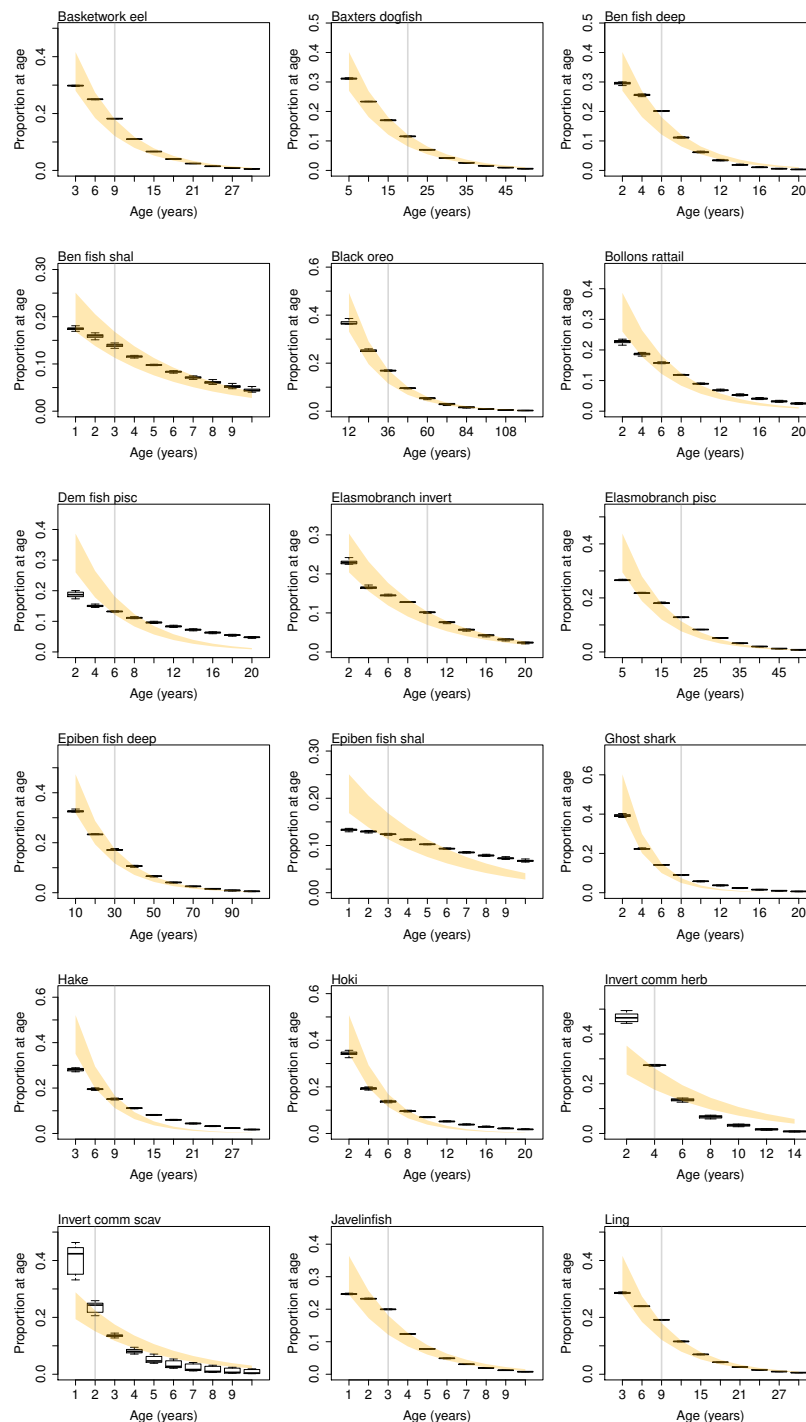 Basketwork eel
Proportion at age
0.0 0.2 0.4
3 6 9 15 21 27
Age (years)
Baxters dogfish
Proportion at age
0.0 0.1 0.2 0.3 0.4 0.5
5 15 25 35 45
Age (years)
Ben fish deep
Proportion at age
0.0 0.1 0.2 0.3 0.4 0.5
2 4 6 8 12 16 20
Age (years)
Ben fish shal
Proportion at age
0.00 0.10 0.20 0.30
1 2 3 4 5 6 7 8 9
Age (years)
Black oreo
Proportion at age
0.0 0.2 0.4 0.6
12 36 60 84 108
Age (years)
Bollons rattail
Proportion at age
0.0 0.1 0.2 0.3 0.4
2 4 6 8 12 16 20
Age (years)
Dem fish pisc
Proportion at age
0.0 0.1 0.2 0.3 0.4
2 4 6 8 12 16 20
Age (years)
Elasmobranch invert
Proportion at age
0.0 0.1 0.2 0.3
2 4 6 8 12 16 20
Age (years)
Elasmobranch pisc
Proportion at age
0.0 0.2 0.4
5 15 25 35 45
Age (years)
Epiben fish deep
Proportion at age
0.0 0.2 0.4
10 30 50 70 90
Age (years)
Epiben fish shal
Proportion at age
0.00 0.10 0.20 0.30
1 2 3 4 5 6 7 8 9
Age (years)
Ghost shark
Proportion at age
0.0 0.2 0.4 0.6
2 4 6 8 12 16 20
Age (years)
Hake
Proportion at age
0.0 0.2 0.4 0.6
3 6 9 15 21 27
Age (years)
Hoki
Proportion at age
0.0 0.2 0.4 0.6
2 4 6 8 12 16 20
Age (years)
Invert comm herb
Proportion at age
0.0 0.2 0.4
2 4 6 8 10 12 14
Age (years)
Invert comm scav
Proportion at age
0.0 0.2 0.4
1 2 3 4 5 6 7 8 9
Age (years)
Javelinfish
Proportion at age
0.0 0.1 0.2 0.3 0.4
1 2 3 4 5 6 7 8 9
Age (years)
Ling
Proportion at age
0.0 0.2 0.4
3 6 9 15 21 27
Age (years)